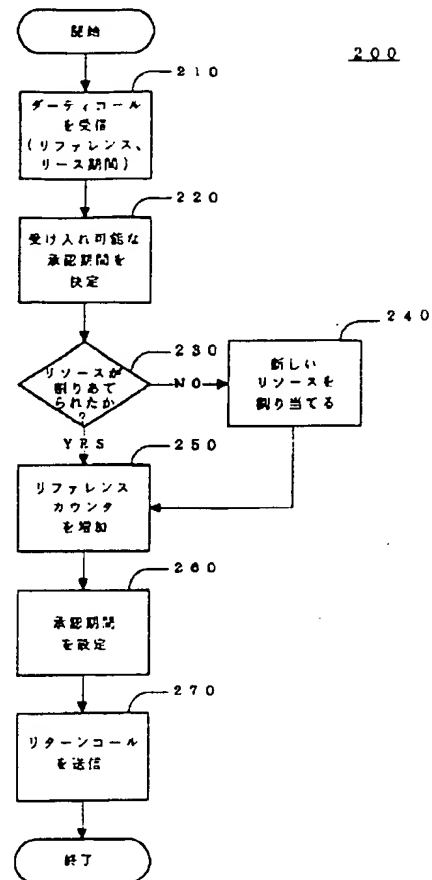 開始
200
210
ダーティコール
を受信
(リファレンス、
リース期間)
220
受け入れ可能な
承認期間を
決定
230
リソースが
割りあて
られたか
?
NO
240
新しい
リソースを
割り当てる
YES
250
リファレンス
カウンタ
を増加
260
承認期間
を設定
270
リターンコール
を送信
終了